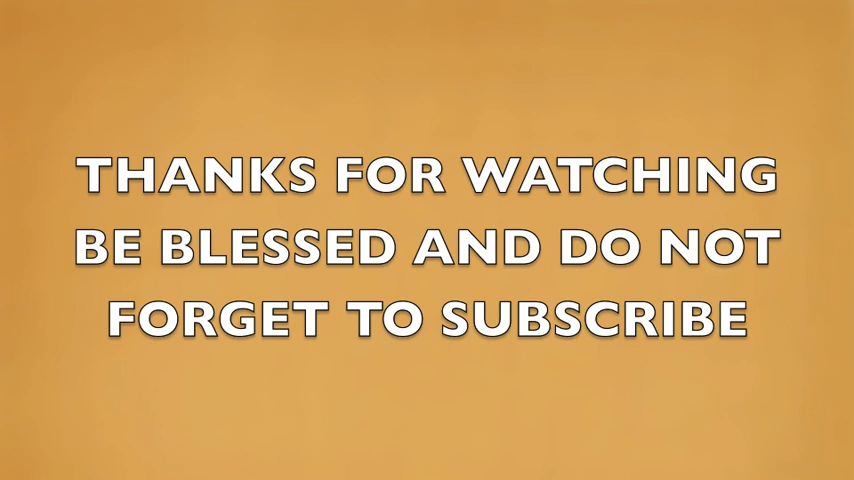 THANKS FOR WATCHING
BE BLESSED AND DO NOT
FORGET TO SUBSCRIBE